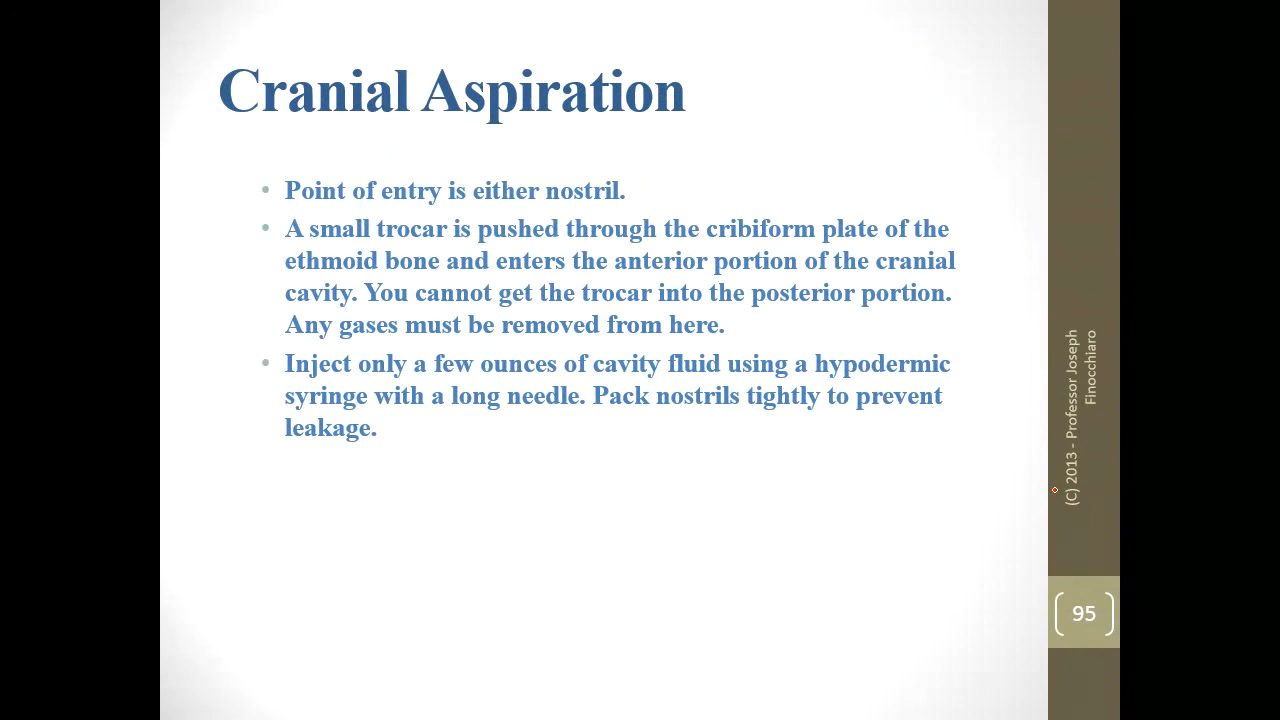 Cranial Aspiration
• Point of entry is either nostril.
• A small trocar is pushed through the cribiform plate of the
ethmoid bone and enters the anterior portion of the cranial
cavity. You cannot get the trocar into the posterior portion.
Any gases must be removed from here.
• Inject only a few ounces of cavity fluid using a hypodermic
syringe with a long needle. Pack nostrils tightly to prevent
leakage.
(C) 2013 - Professor Joseph
Finocchiaro
95